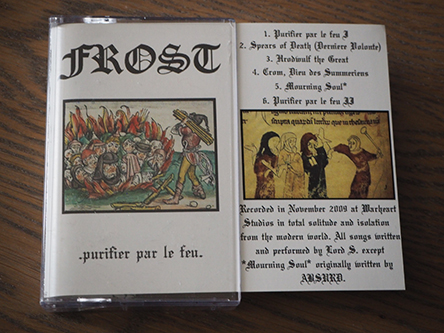 FROST
.purifier par le feu.
1. Purifier par le feu I
2. Spears of Death (Derniere Volonte)
3. Hrodwulf the Great
4. Crom, Dieu des Summeriens
5. Mourning Soul*
6. Purifier par le feu II
Recorded in November 2009 at Warheart
Studios in total solitude and isolation
from the modern world. All songs written
and performed by Lord S. except
"Mourning Soul" originally written by
ABSURD.